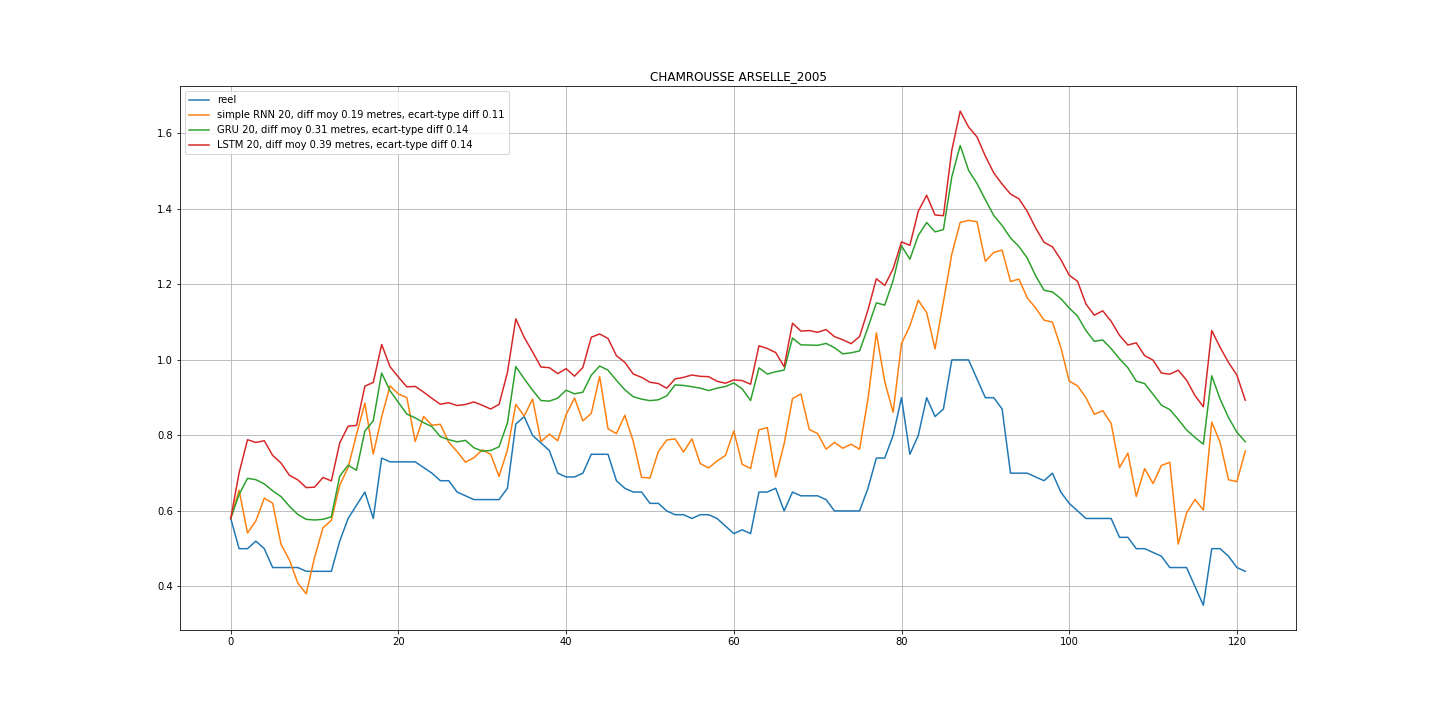 CHAMROUSSE ARSELLE_2005
reel
simple RNN 20, diff moy 0.19 metres, ecart-type diff 0.11
GRU 20, diff moy 0.31 metres, ecart-type diff 0.14
LSTM 20, diff moy 0.39 metres, ecart-type diff 0.14
1.6
1.4
1.2
1.0
0.8
0.6
0.4
0 20 40 60 80 100 120